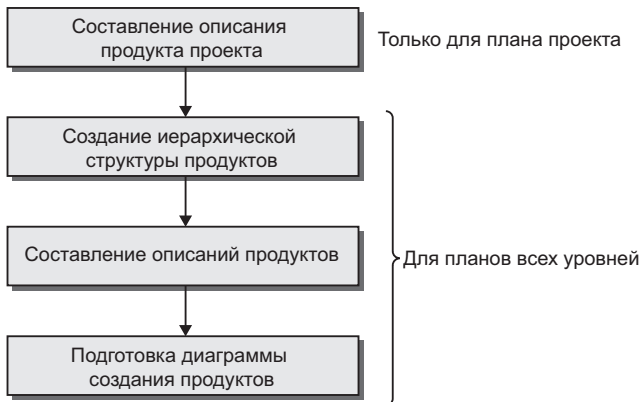 Составление описания
продукта проекта
Только для плана проекта
Создание иерархической
структуры продуктов
Составление описаний продуктов
Для планов всех уровней
Подготовка диаграммы
создания продуктов